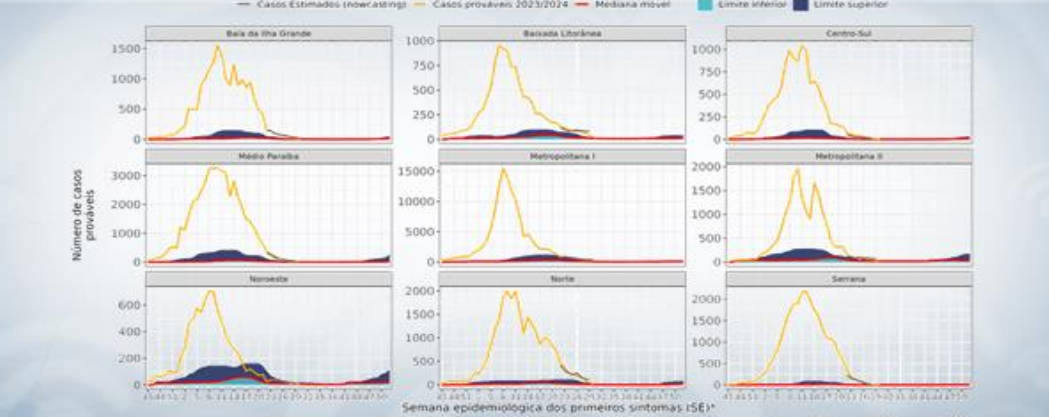 Casos Estimados (nowcasting) Casos prováveis 2023/2024 Mediana móvel Limite inferior Limite superior
Baía da Ilha Grande Baixada Litorânea Centro-Sul
1500 1000 500 0
1000 750 500 250 0
1000 750 500 250 0
Médio Paraíba Metropolitana I Metropolitana II
3000 2000 1000 0
15000 10000 5000 0
2000 1500 1000 500 0
Número de casos
prováveis
Noroeste Norte Serrana
600 400 200 0
2000 1500 1000 500 0
2000 1500 1000 500 0
Semana epidemiológica dos primeiros sintomas (SE)*